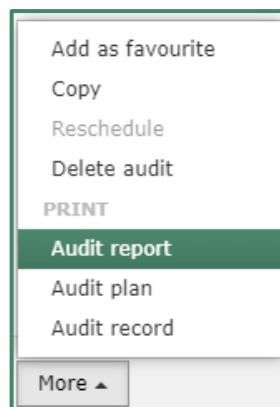 Add as favourite
Copy
Reschedule
Delete audit
PRINT
Audit report
Audit plan
Audit record
More ▲